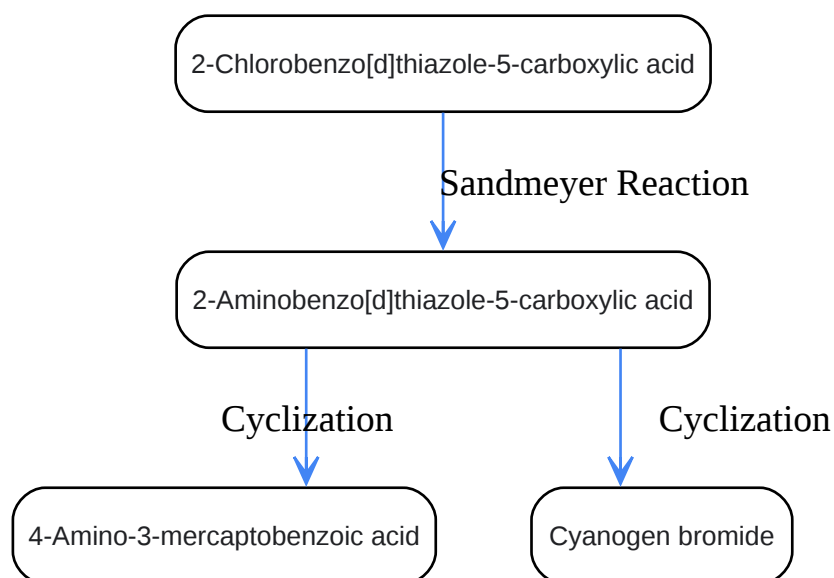 2-Chlorobenzo[d]thiazole-5-carboxylic acid
Sandmeyer Reaction
2-Aminobenzo[d]thiazole-5-carboxylic acid
Cyclization
Cyclization
4-Amino-3-mercaptobenzoic acid
Cyanogen bromide